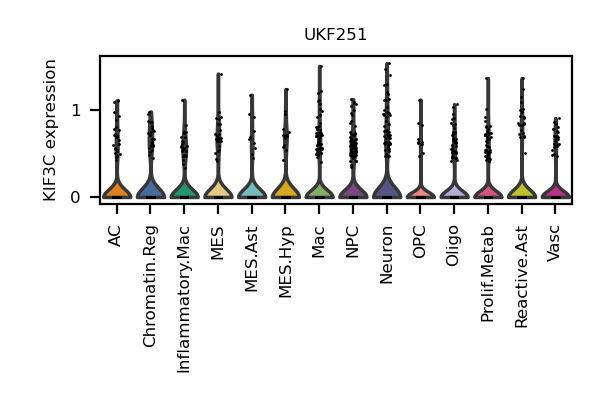 UKF251
KIF3C expression
1
0
AC
Chromatin.Reg
Inflammatory.Mac
MES
MES.Ast
MES.Hyp
Mac
NPC
Neuron
OPC
Oligo
Prolif.Metab
Reactive.Ast
Vasc